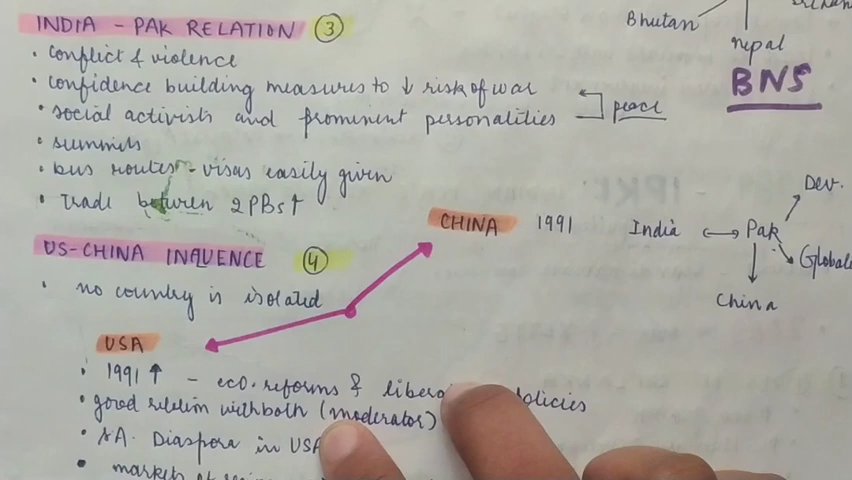 INDIA - PAK RELATION ③
• conflict & violence
• confidence building measures to ↓ risk of war
• social activists and prominent personalities
peace
• summits
• bus routes - visas easily given
• Trade between 2 PBs ↑
Bhutan
nepal
BNS
US-CHINA INFLUENCE ④
• no country is isolated
CHINA 1991
India ↔ Pak
Dev.
China
USA
• 1991 ↑ - eco. reforms &
• good relation with both (moderator)
• SA. Diaspora in USA